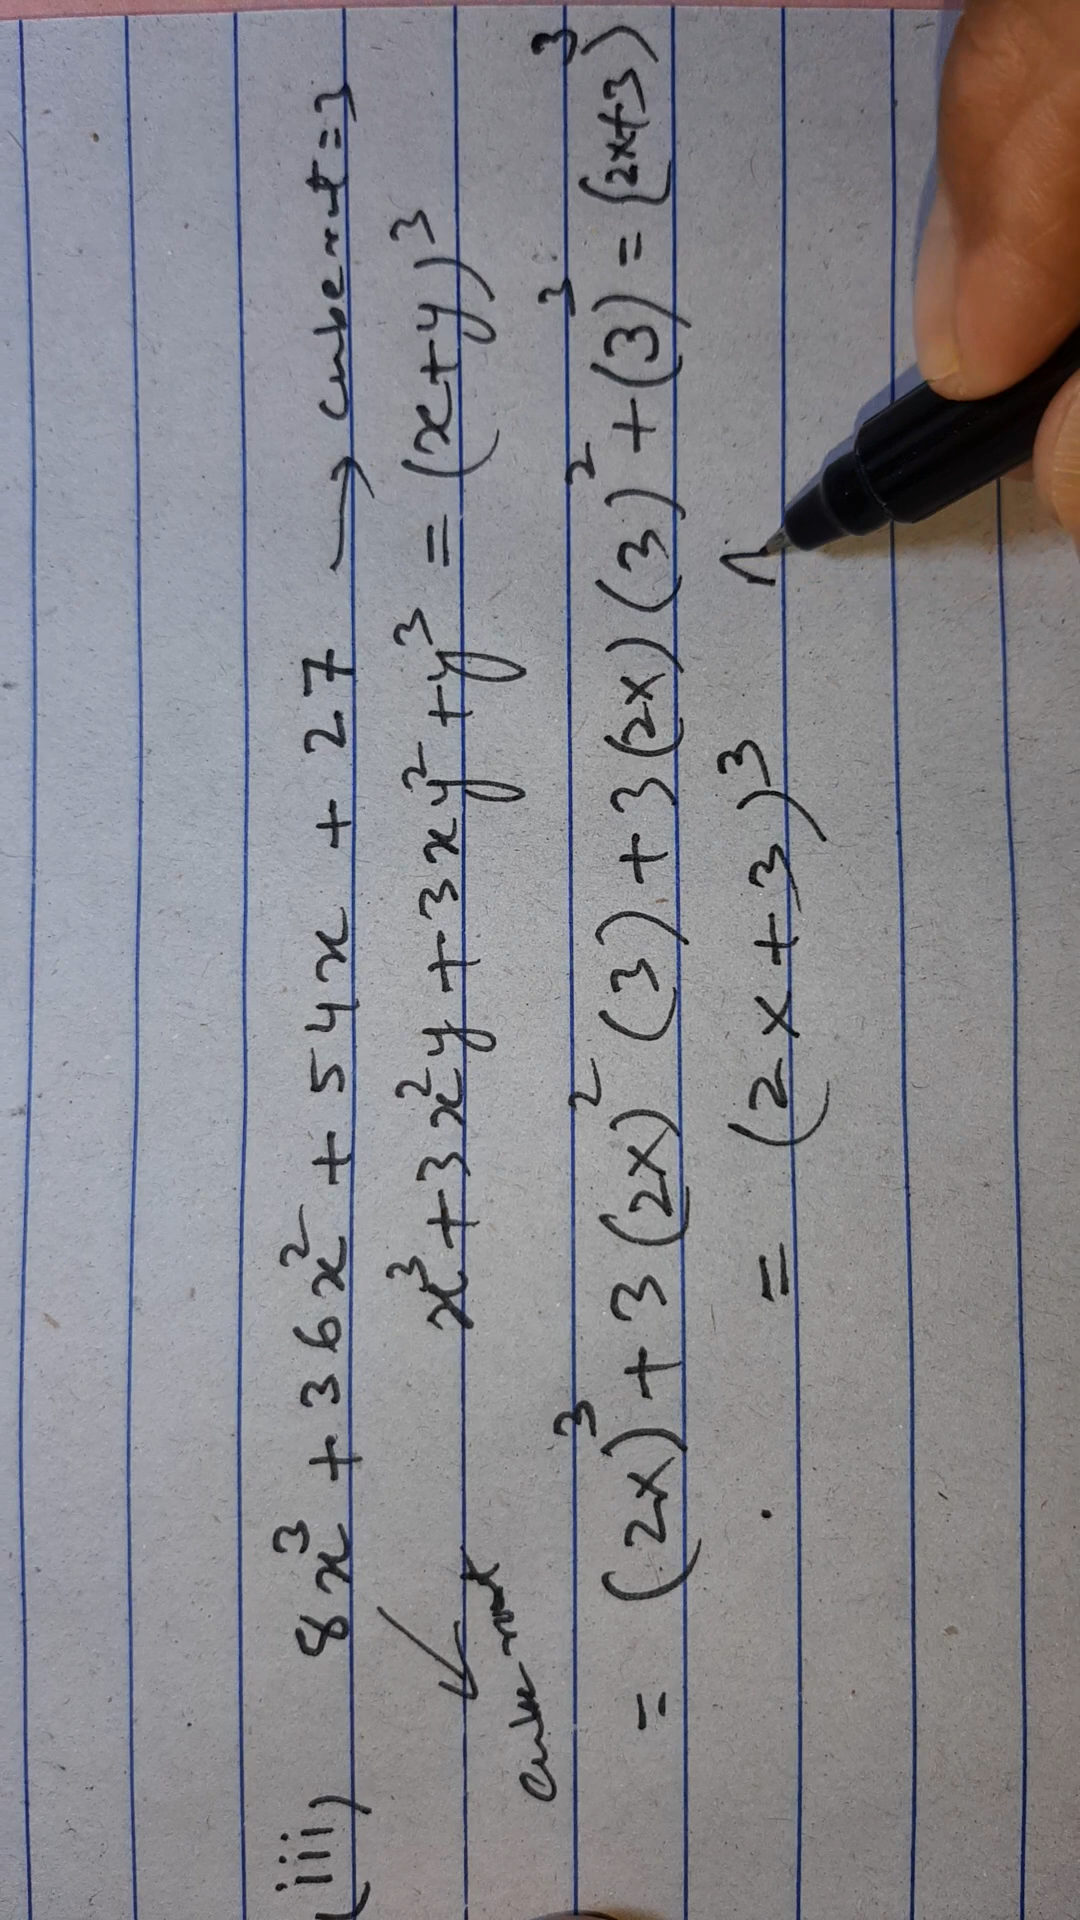 (iii) 8x³ + 36x² + 54x + 27 → cube root = 3
x³ + 3x²y + 3xy² + y³ = (x+y)³
cube root
= (2x)³ + 3(2x)²(3) + 3(2x)(3)² + (3)³ = (2x+3)³
= (2x+3)³